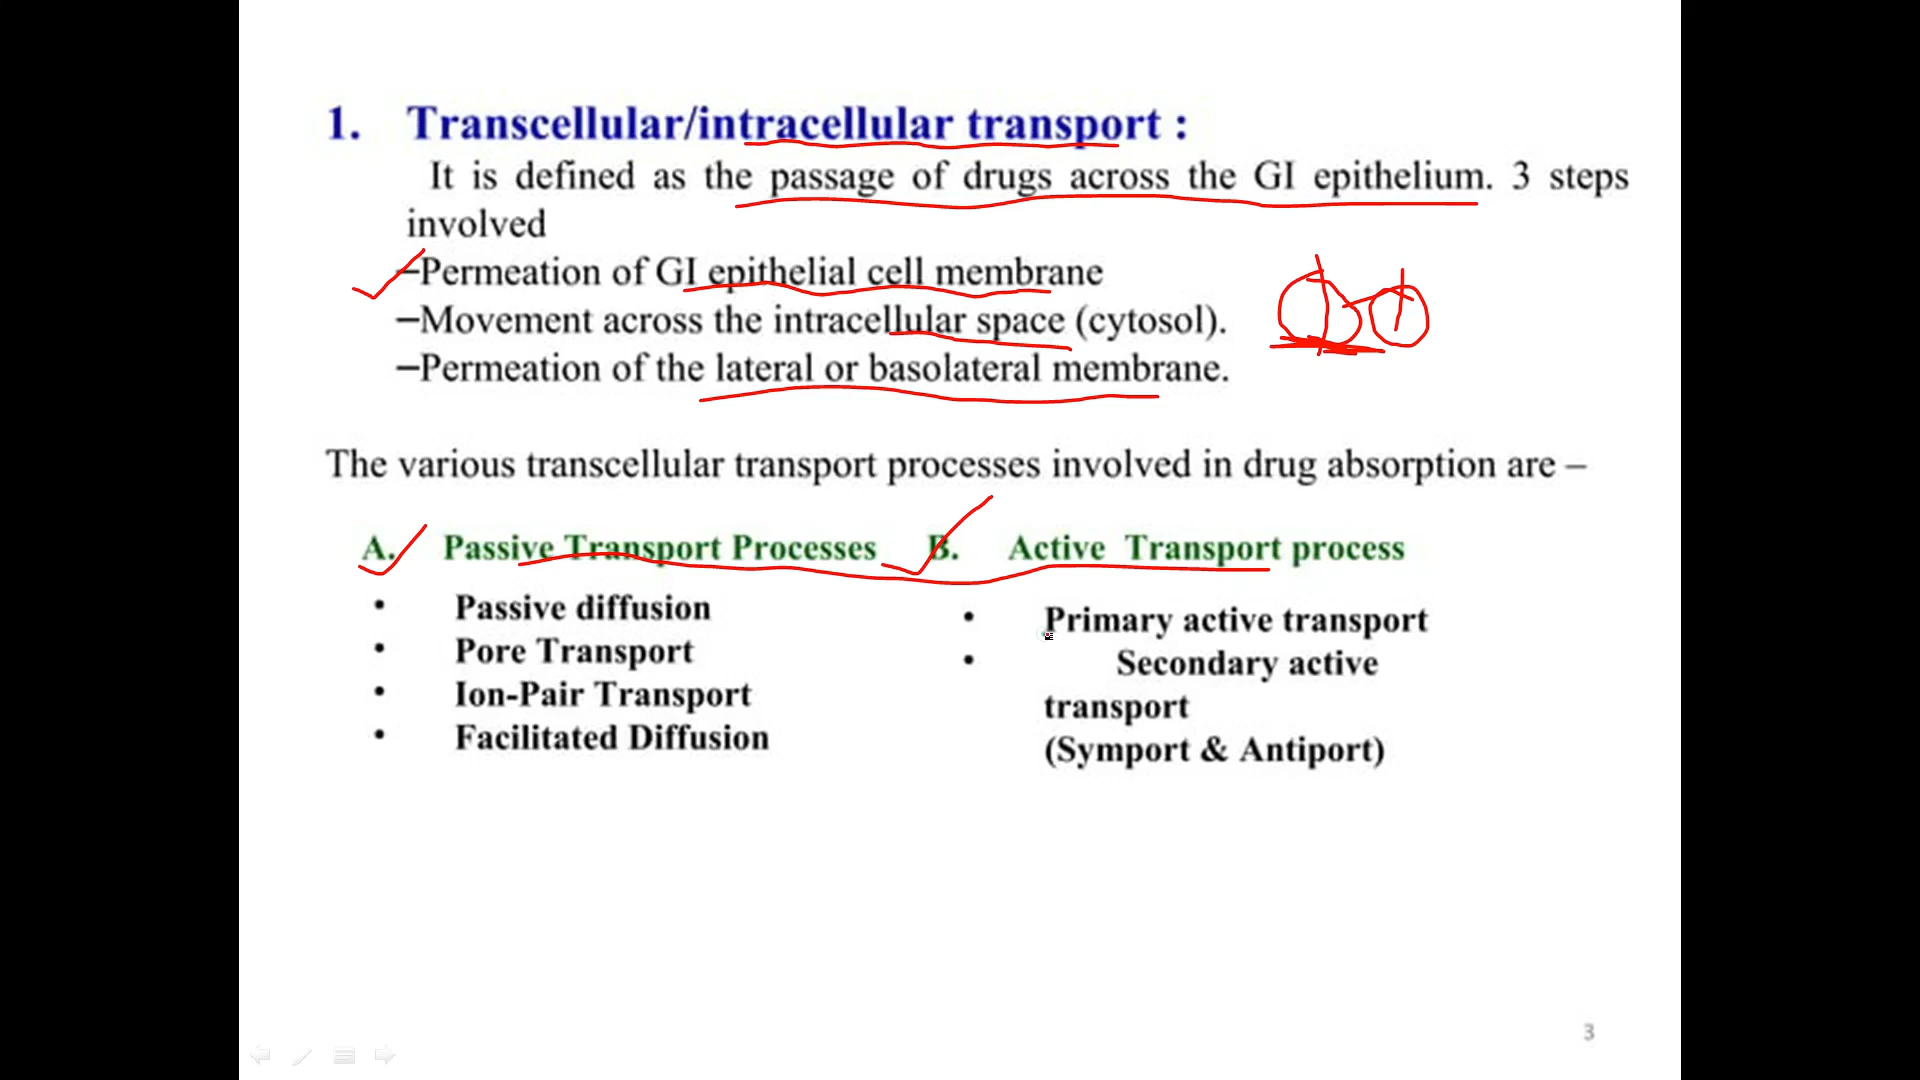 1. Transcellular/intracellular transport :
It is defined as the passage of drugs across the GI epithelium. 3 steps
involved
–Permeation of GI epithelial cell membrane
–Movement across the intracellular space (cytosol).
–Permeation of the lateral or basolateral membrane.
The various transcellular transport processes involved in drug absorption are –
A. Passive Transport Processes
• Passive diffusion
• Pore Transport
• Ion-Pair Transport
• Facilitated Diffusion
B. Active Transport process
• Primary active transport
• Secondary active
transport
(Symport & Antiport)
3